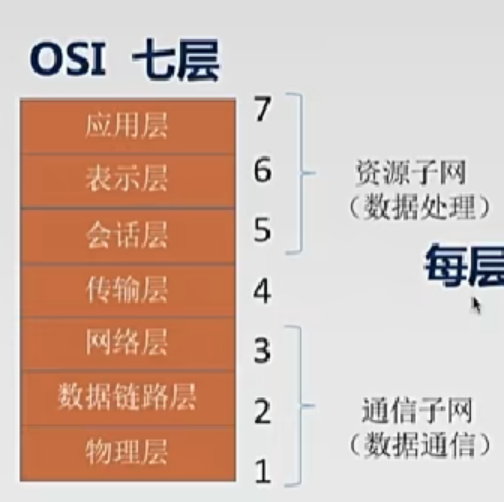 OSI 七层
应用层 7
表示层 6
会话层 5
传输层 4
网络层 3
数据链路层 2
物理层 1
资源子网
（数据处理）
每层
通信子网
（数据通信）